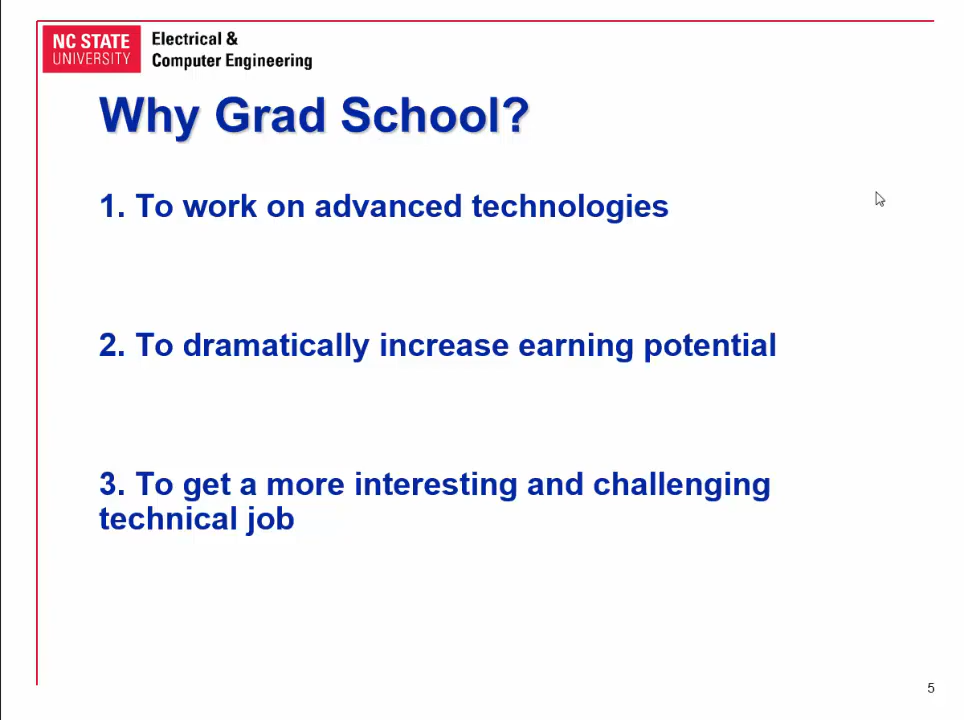 NC STATE
UNIVERSITY
Electrical &
Computer Engineering
Why Grad School?
1. To work on advanced technologies
2. To dramatically increase earning potential
3. To get a more interesting and challenging
technical job
5